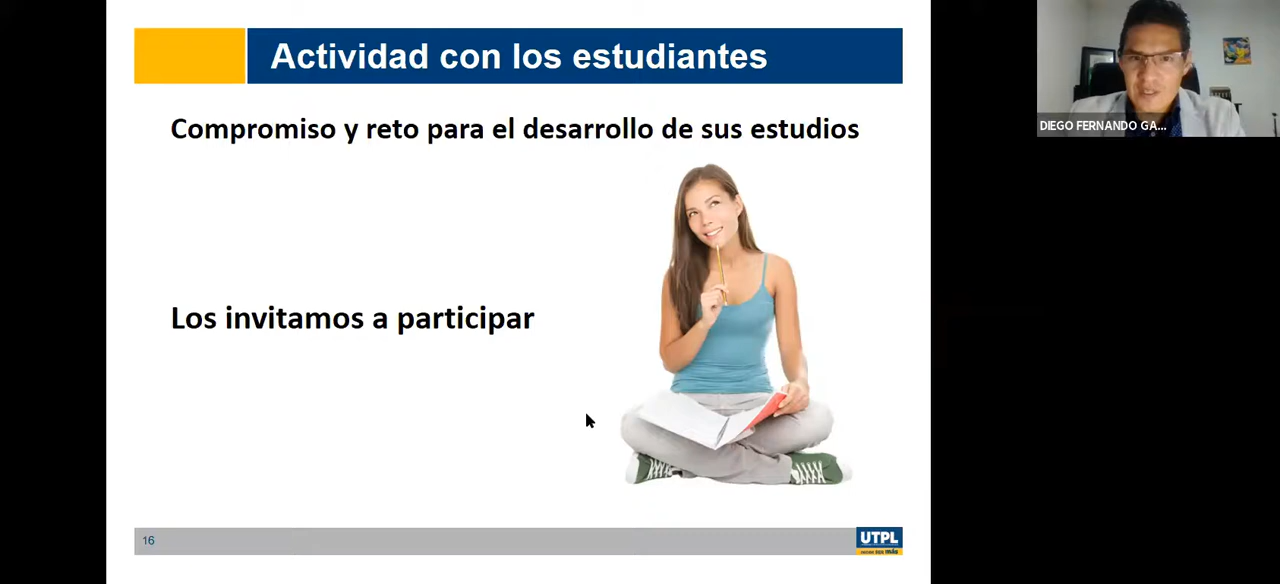 Actividad con los estudiantes
Compromiso y reto para el desarrollo de sus estudios
Los invitamos a participar
16
UTPL
DIEGO FERNANDO GA...